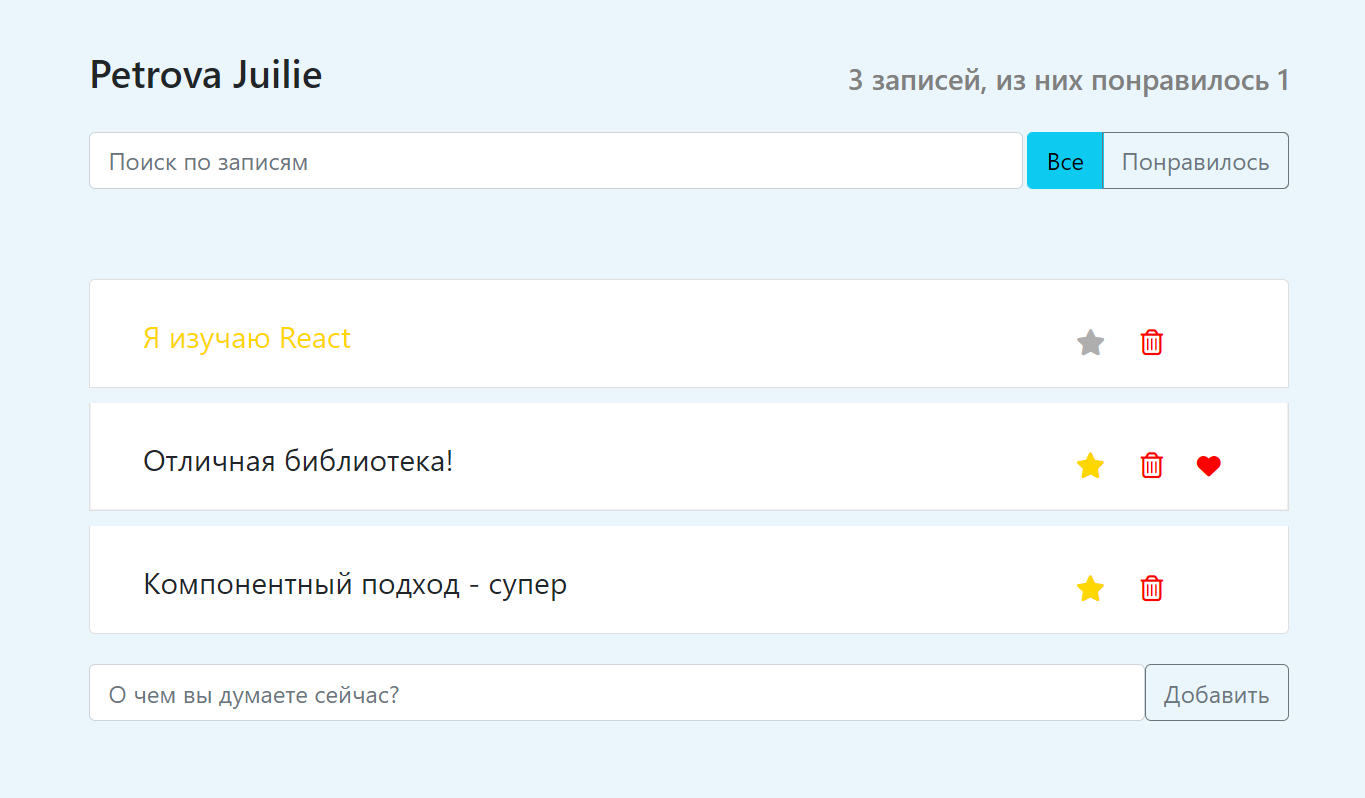 Petrova Juilie
3 записей, из них понравилось 1
Поиск по записям
Все
Понравилось
Я изучаю React
Отличная библиотека!
Компонентный подход - супер
О чем вы думаете сейчас?
Добавить